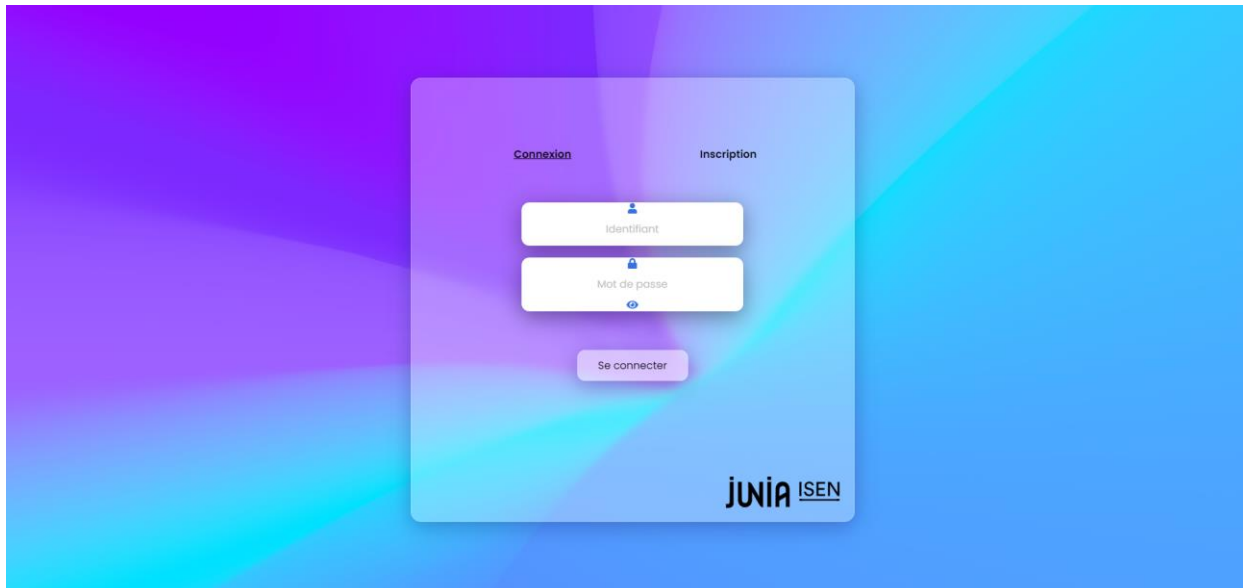 Connexion
Inscription
Identifiant
Mot de passe
Se connecter
JUNIA ISEN